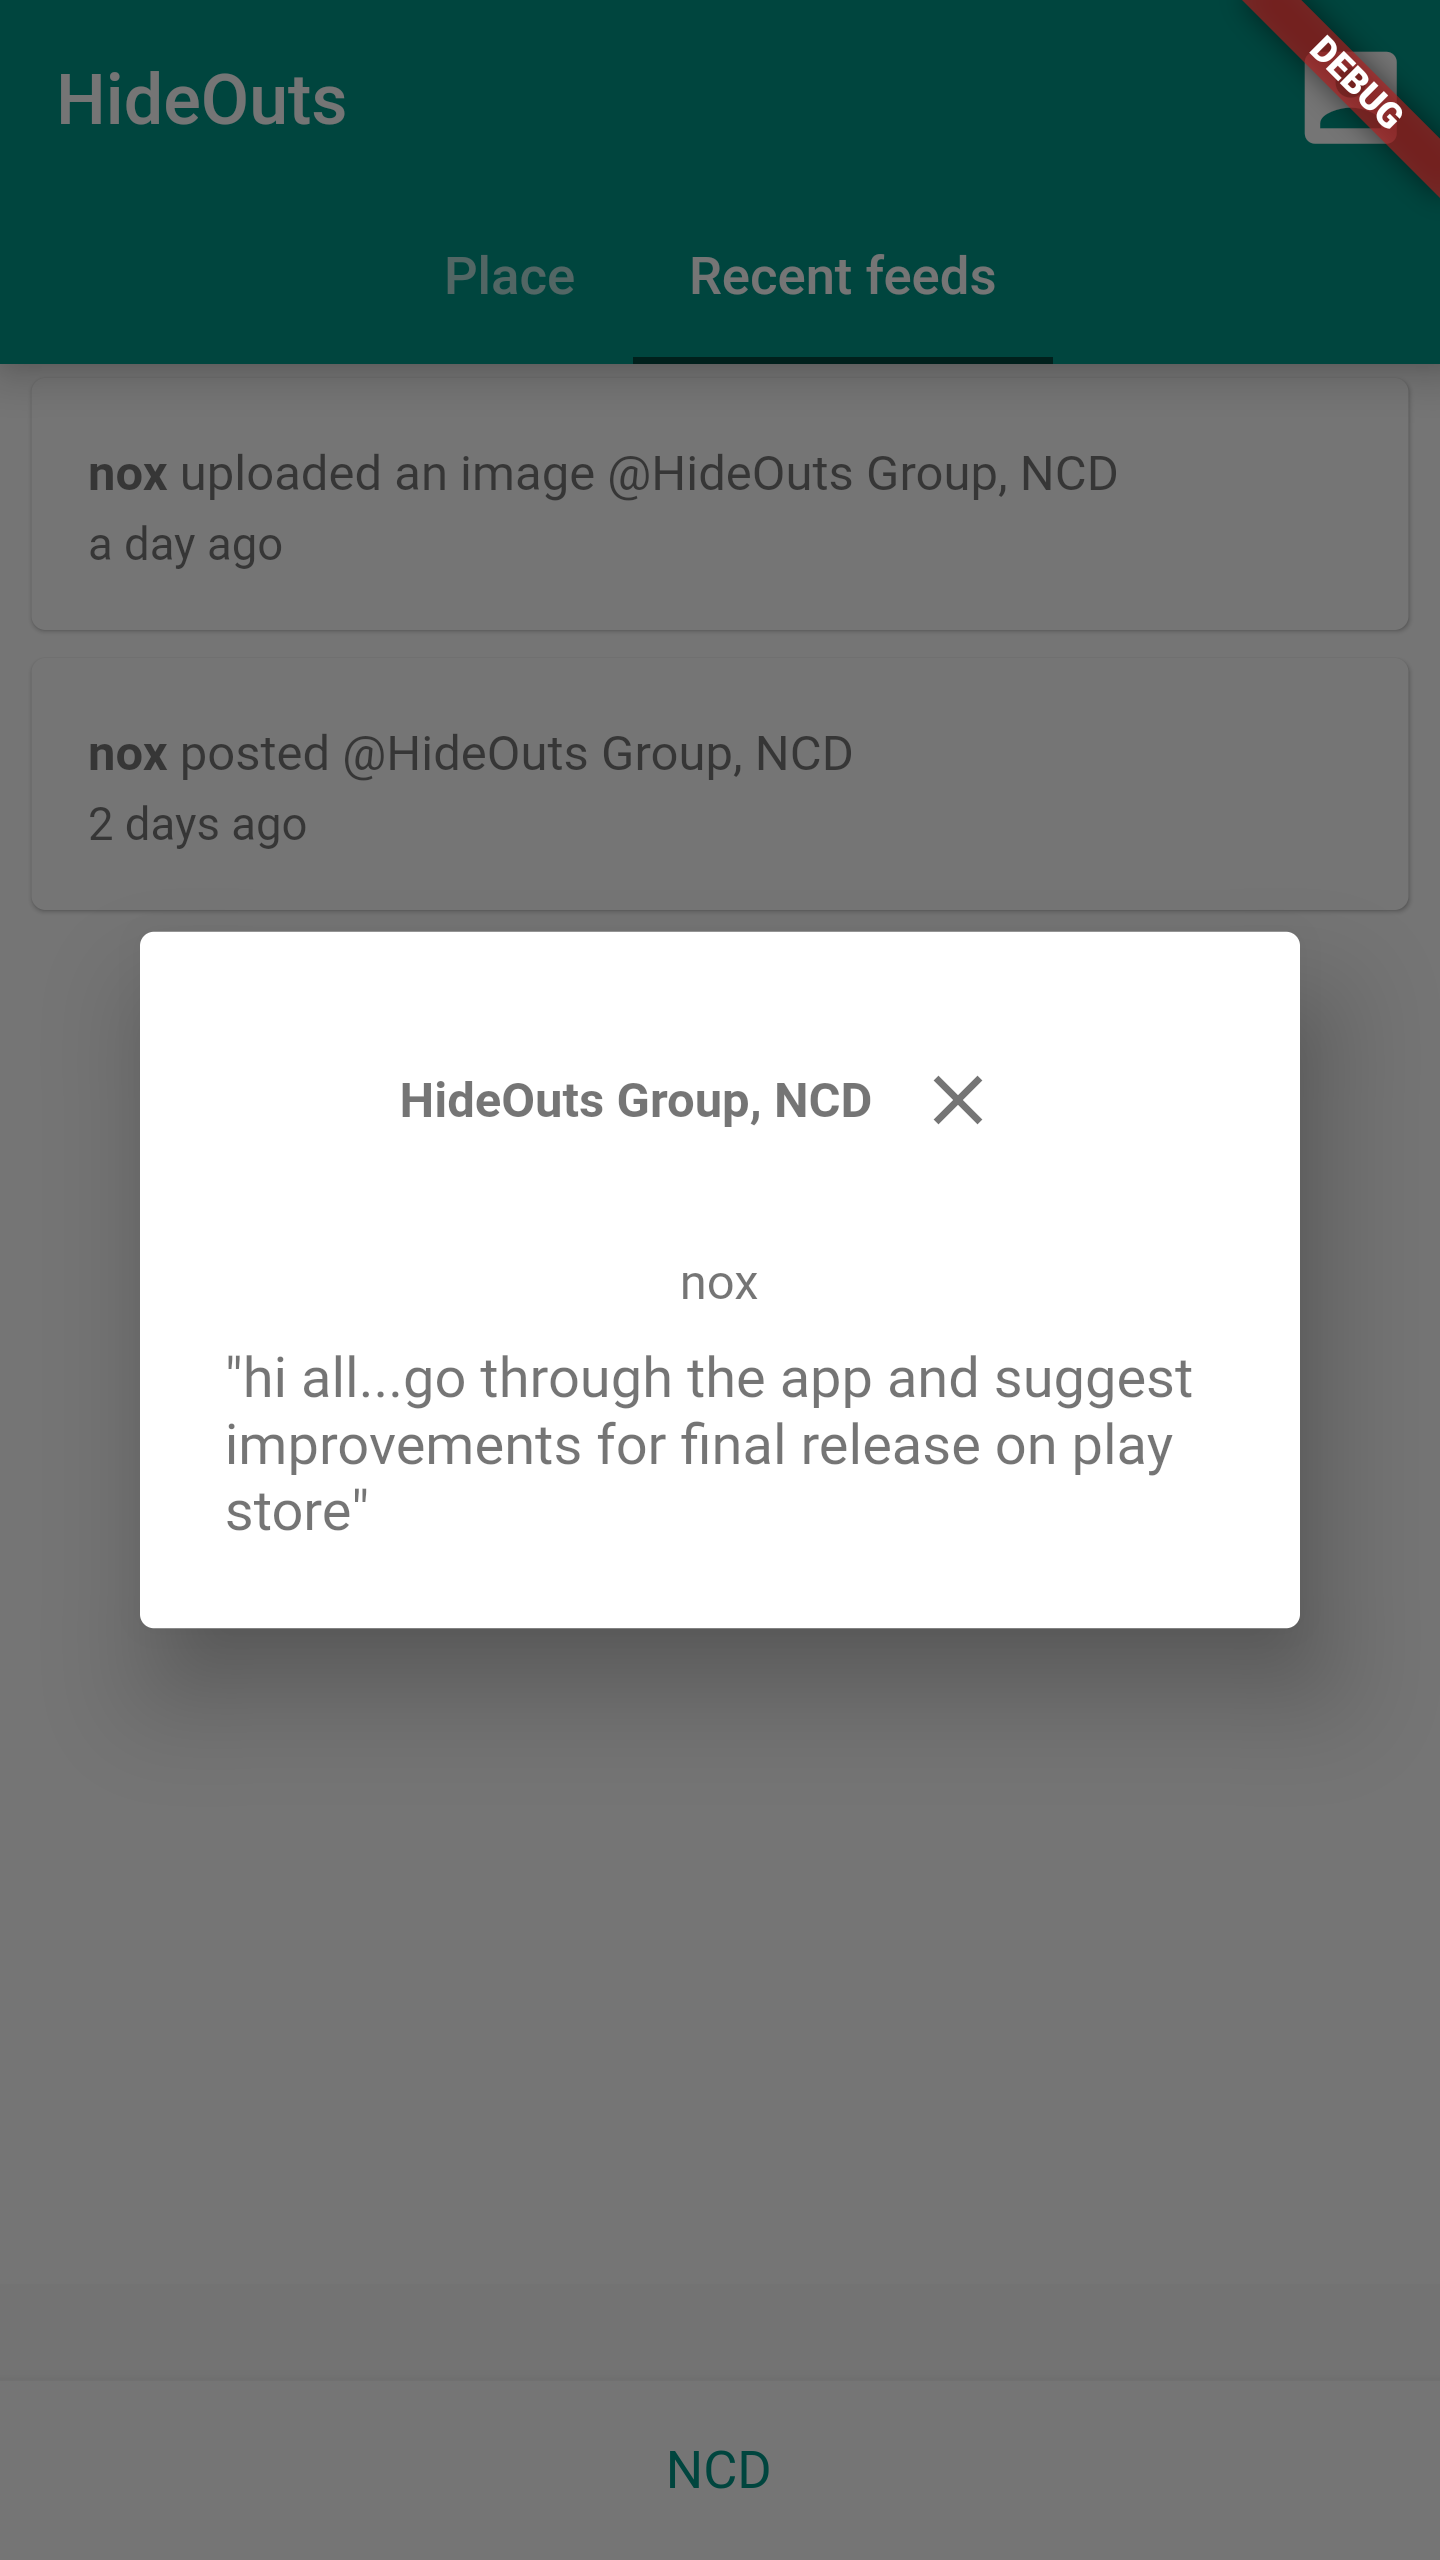 HideOuts
DEBUG
Place Recent feeds
nox uploaded an image @HideOuts Group, NCD
a day ago
nox posted @HideOuts Group, NCD
2 days ago
HideOuts Group, NCD
nox
"hi all...go through the app and suggest
improvements for final release on play
store"
NCD